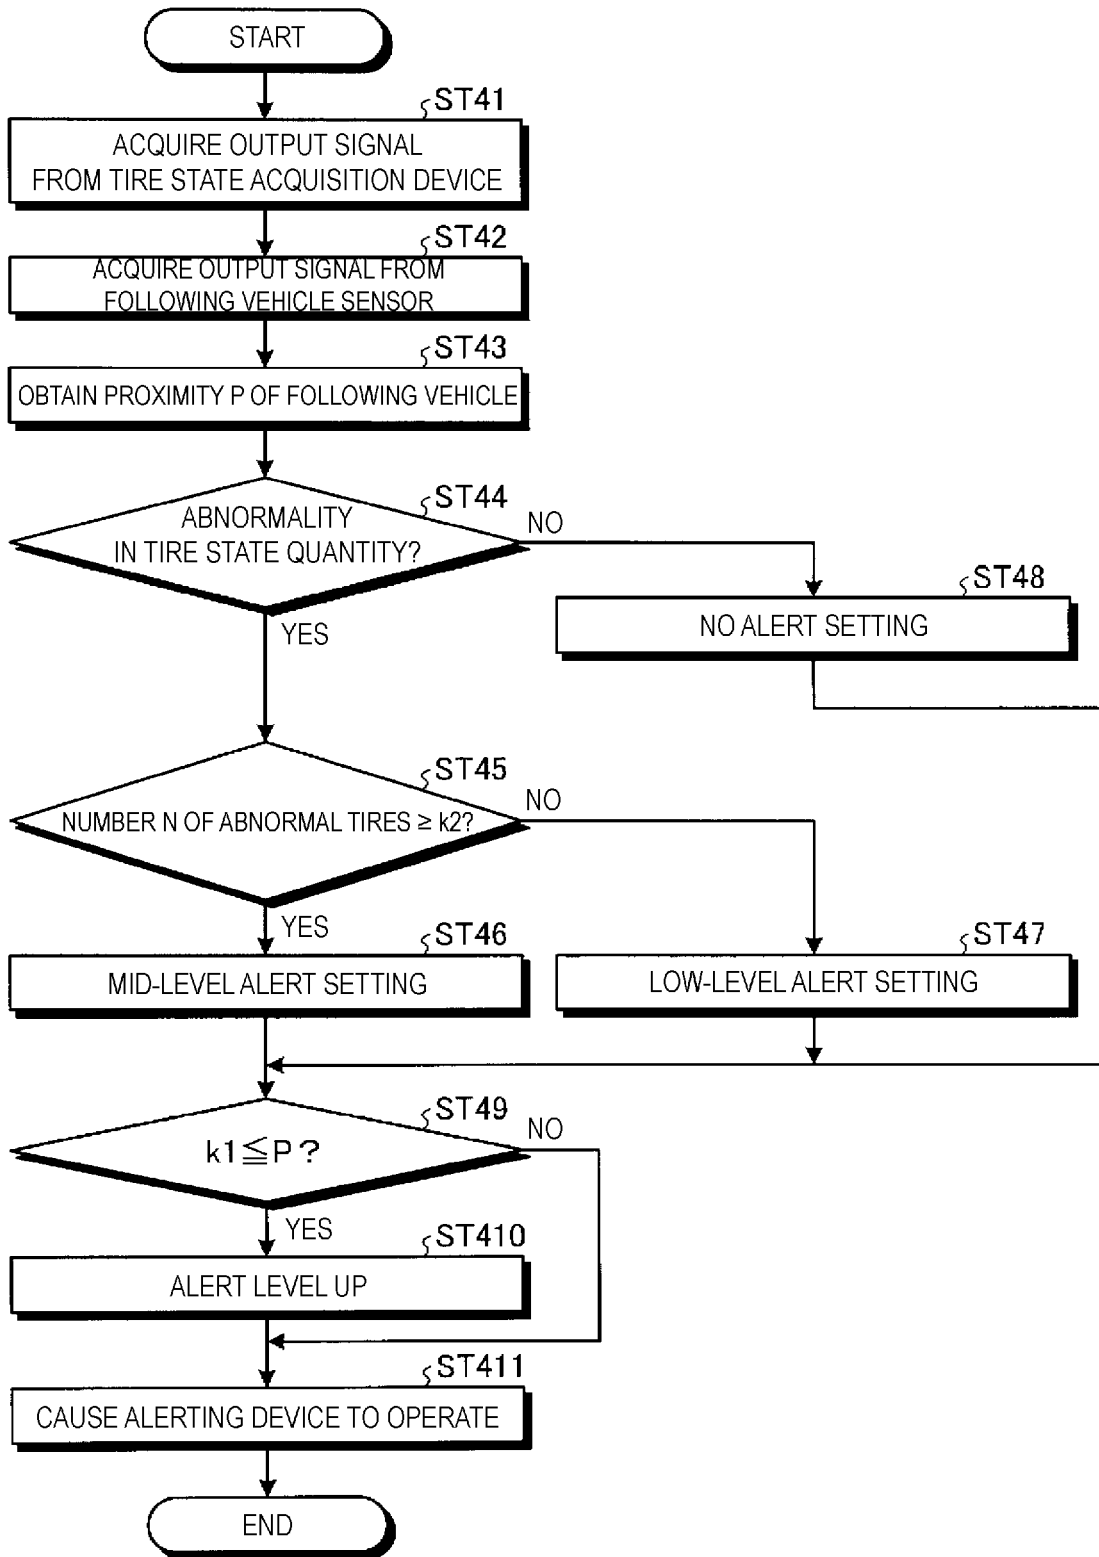 START
ST41
ACQUIRE OUTPUT SIGNAL
FROM TIRE STATE ACQUISITION DEVICE
ST42
ACQUIRE OUTPUT SIGNAL FROM
FOLLOWING VEHICLE SENSOR
ST43
OBTAIN PROXIMITY P OF FOLLOWING VEHICLE
ST44
ABNORMALITY
IN TIRE STATE QUANTITY?
NO
YES
ST48
NO ALERT SETTING
ST45
NUMBER N OF ABNORMAL TIRES ≥ k2?
NO
YES
ST46
MID-LEVEL ALERT SETTING
ST47
LOW-LEVEL ALERT SETTING
ST49
k1≦P?
NO
YES
ST410
ALERT LEVEL UP
ST411
CAUSE ALERTING DEVICE TO OPERATE
END